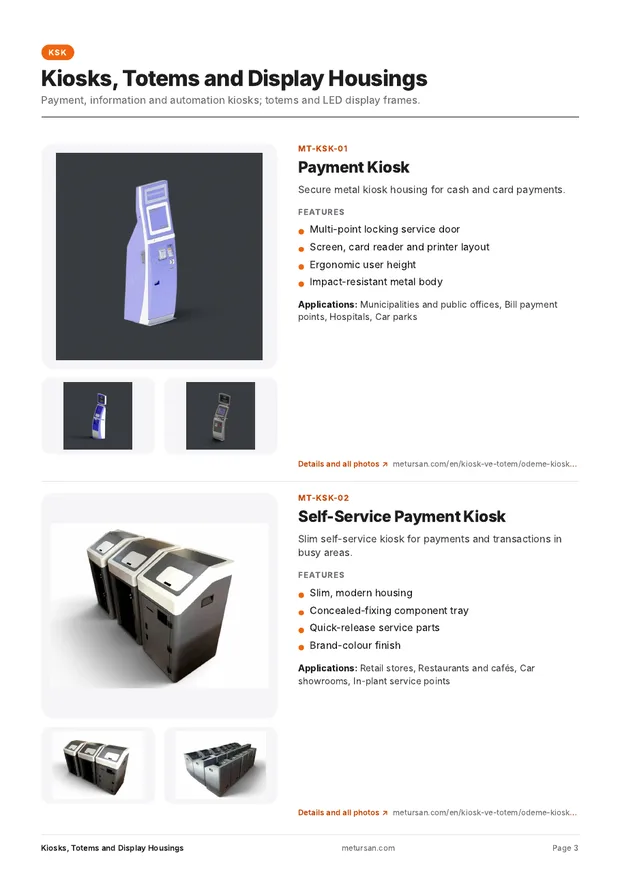 KSK
Kiosks, Totems and Display Housings
Payment, information and automation kiosks; totems and LED display frames.
MT-KSK-01
Payment Kiosk
Secure metal kiosk housing for cash and card payments.
FEATURES
Multi-point locking service door
Screen, card reader and printer layout
Ergonomic user height
Impact-resistant metal body
Applications: Municipalities and public offices, Bill payment
points, Hospitals, Car parks
Details and all photos ↗ metursan.com/en/kiosk-ve-totem/odeme-kiosk...
MT-KSK-02
Self-Service Payment Kiosk
Slim self-service kiosk for payments and transactions in
busy areas.
FEATURES
Slim, modern housing
Concealed-fixing component tray
Quick-release service parts
Brand-colour finish
Applications: Retail stores, Restaurants and cafés, Car
showrooms, In-plant service points
Details and all photos ↗ metursan.com/en/kiosk-ve-totem/odeme-kiosk...
Kiosks, Totems and Display Housings metursan.com Page 3